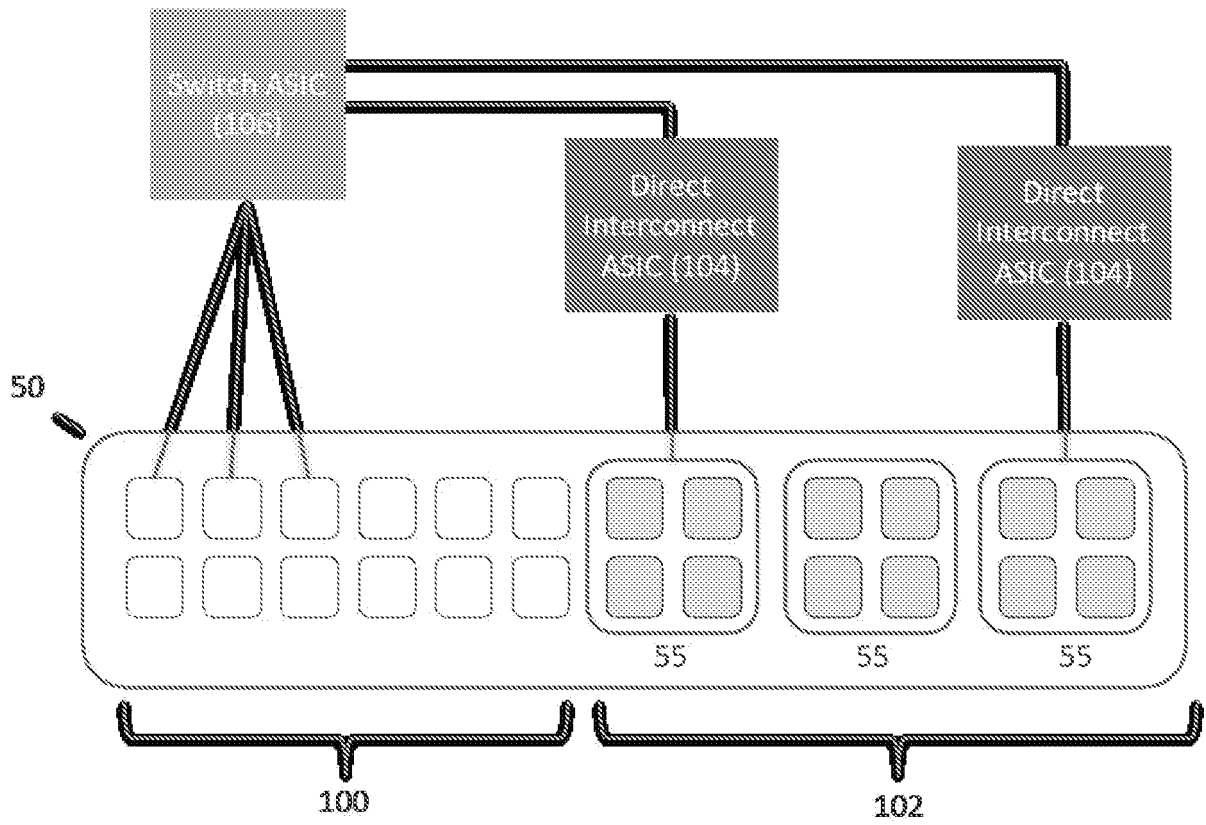 Switch ASIC
(106)
Direct
Interconnect
ASIC (104)
Direct
Interconnect
ASIC (104)
50
55
55
55
100
102